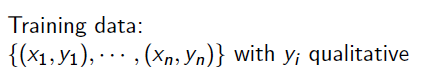 Training data:
{(x₁, y₁), · · · , (xₙ, yₙ)} with yᵢ qualitative